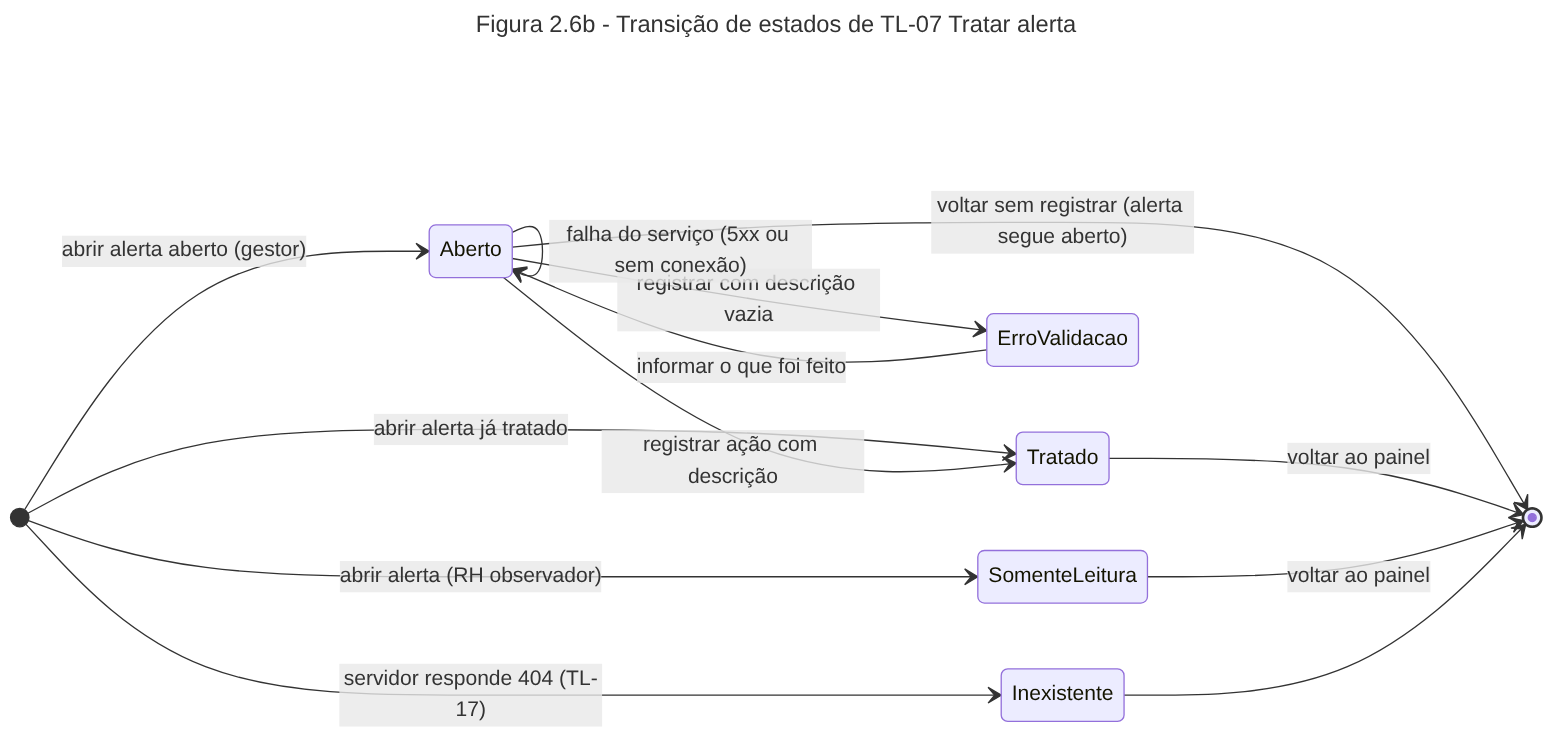 Figura 2.6b - Transição de estados de TL-07 Tratar alerta
voltar sem registrar (alerta
segue aberto)
abrir alerta aberto (gestor)
Aberto
falha do serviço (5xx ou
sem conexão)
registrar com descrição
vazia
ErroValidacao
informar o que foi feito
abrir alerta já tratado
registrar ação com
descrição
Tratado
voltar ao painel
abrir alerta (RH observador)
SomenteLeitura
voltar ao painel
servidor responde 404 (TL-
17)
Inexistente